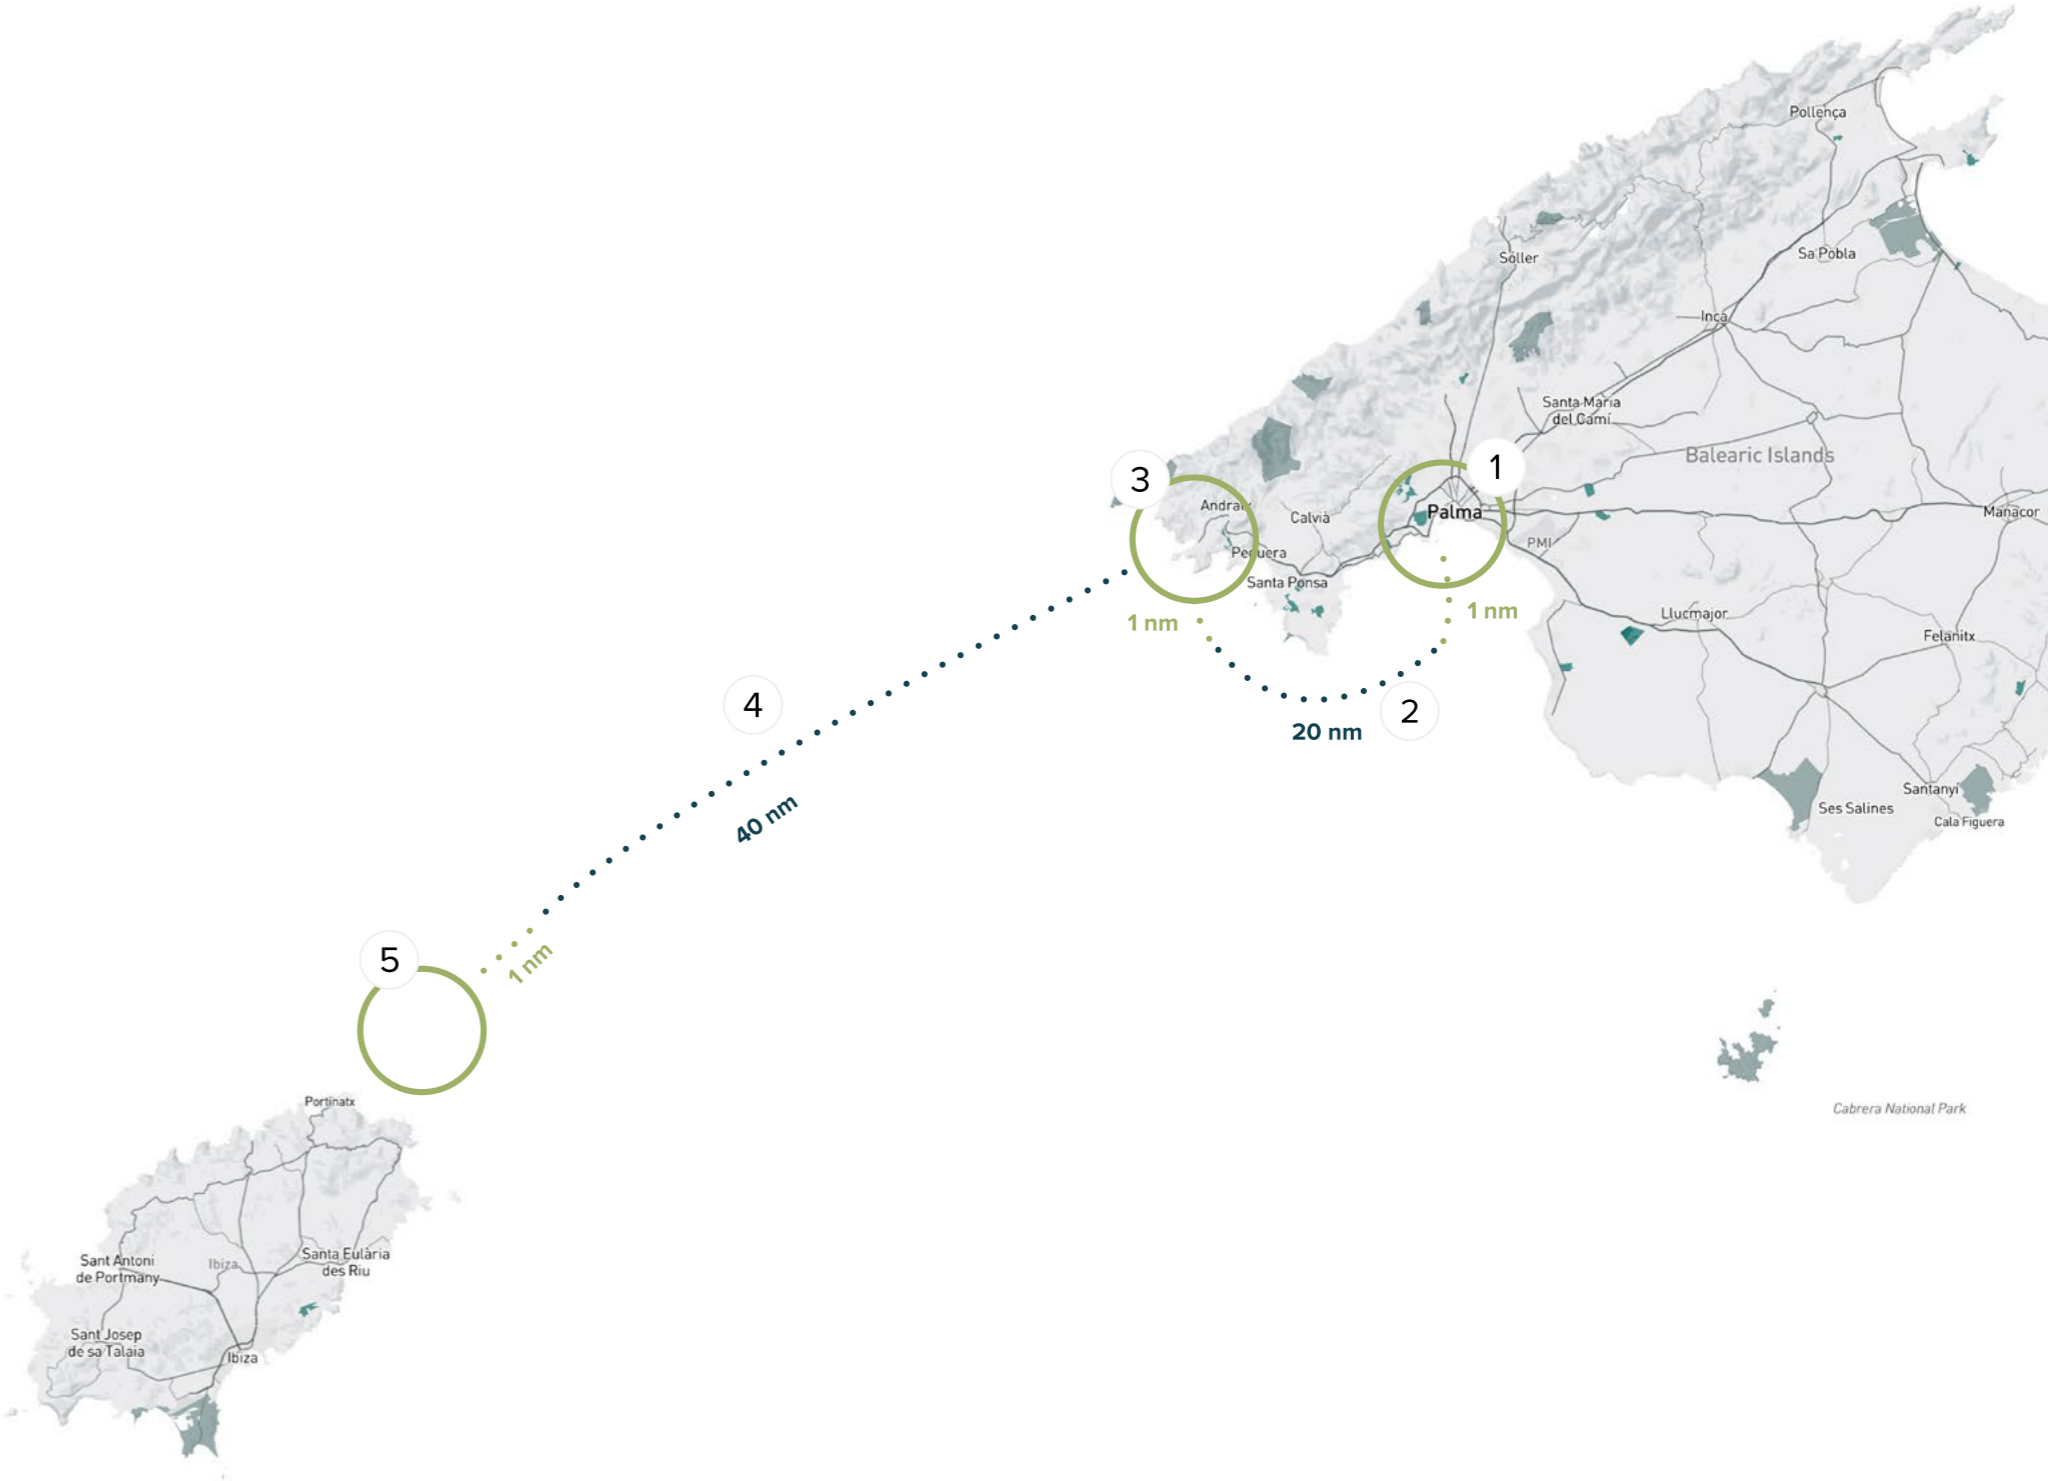 Pollença
Sóller
Sa Pobla
Inca
Santa Maria
del Camí
Balearic Islands
3
1
Andratx
Calvià
Palma
Manacor
PMI
Peguera
Santa Ponsa
1 nm
1 nm
Llucmajor
Felanitx
4
2
20 nm
40 nm
Santanyí
Ses Salines
Cala Figuera
5
1 nm
Portinatx
Cabrera National Park
Sant Antoni
de Portmany
Ibiza
Santa Eulària
des Riu
Sant Josep
de sa Talaia
Ibiza